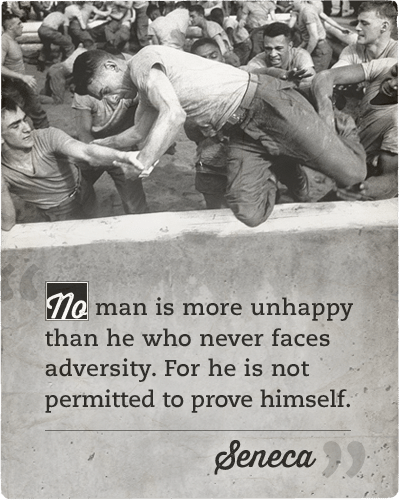 No man is more unhappy
than he who never faces
adversity. For he is not
permitted to prove himself.
Seneca